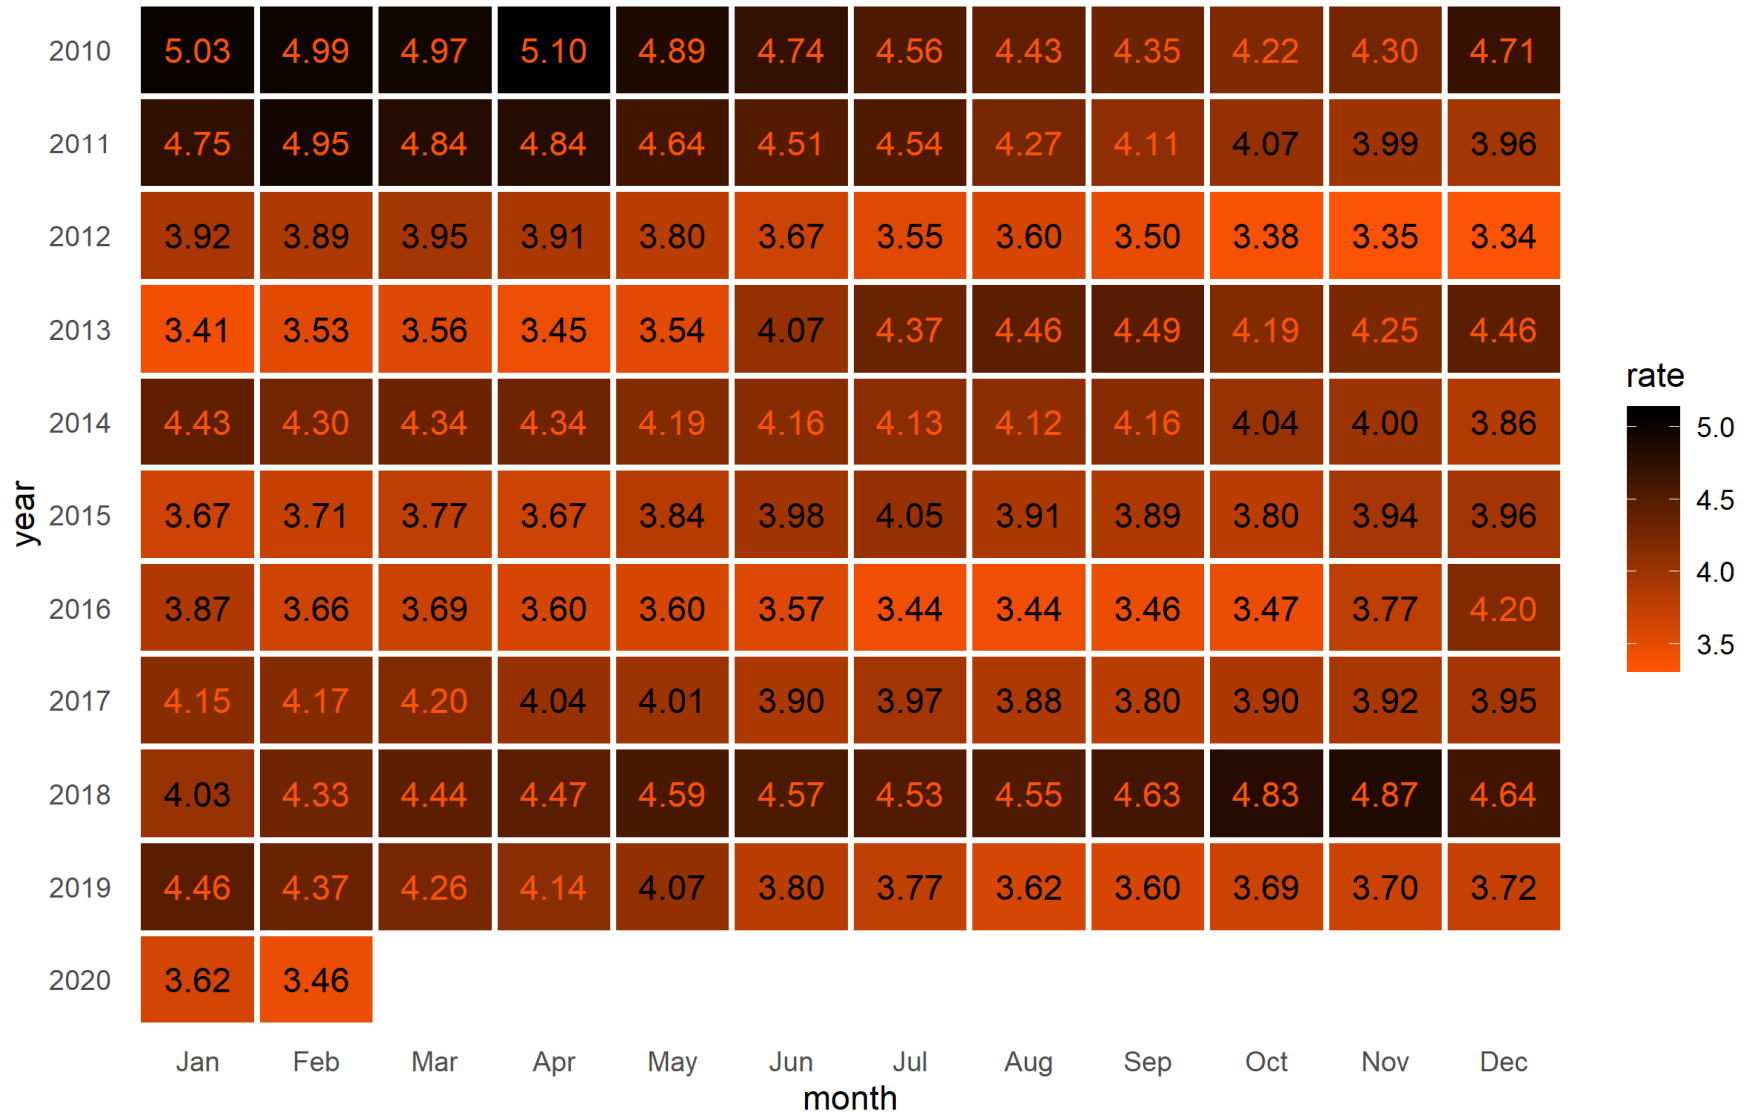 2010 5.03 4.99 4.97 5.10 4.89 4.74 4.56 4.43 4.35 4.22 4.30 4.71
2011 4.75 4.95 4.84 4.84 4.64 4.51 4.54 4.27 4.11 4.07 3.99 3.96
2012 3.92 3.89 3.95 3.91 3.80 3.67 3.55 3.60 3.50 3.38 3.35 3.34
2013 3.41 3.53 3.56 3.45 3.54 4.07 4.37 4.46 4.49 4.19 4.25 4.46
2014 4.43 4.30 4.34 4.34 4.19 4.16 4.13 4.12 4.16 4.04 4.00 3.86
2015 3.67 3.71 3.77 3.67 3.84 3.98 4.05 3.91 3.89 3.80 3.94 3.96
2016 3.87 3.66 3.69 3.60 3.60 3.57 3.44 3.44 3.46 3.47 3.77 4.20
2017 4.15 4.17 4.20 4.04 4.01 3.90 3.97 3.88 3.80 3.90 3.92 3.95
2018 4.03 4.33 4.44 4.47 4.59 4.57 4.53 4.55 4.63 4.83 4.87 4.64
2019 4.46 4.37 4.26 4.14 4.07 3.80 3.77 3.62 3.60 3.69 3.70 3.72
2020 3.62 3.46
Jan Feb Mar Apr May Jun Jul Aug Sep Oct Nov Dec
month
year
rate
5.0
4.5
4.0
3.5